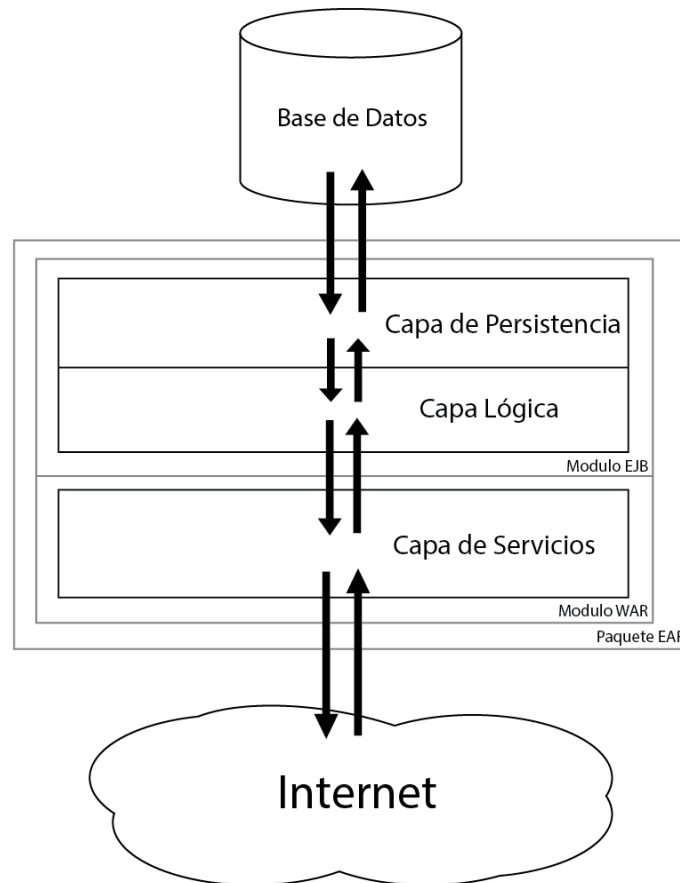 Base de Datos
Capa de Persistencia
Capa Lógica
Modulo EJB
Capa de Servicios
Modulo WAR
Paquete EAR
Internet